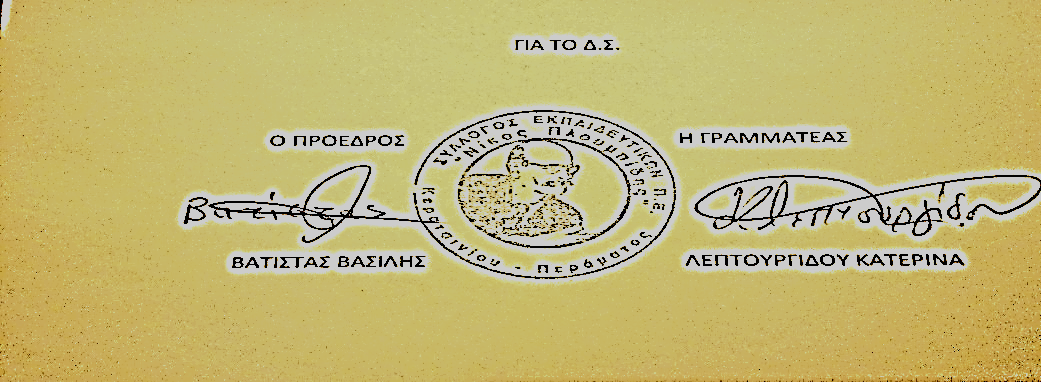 ΓΙΑ ΤΟ Δ.Σ.
Ο ΠΡΟΕΔΡΟΣ
Η ΓΡΑΜΜΑΤΕΑΣ
ΣΥΛΛΟΓΟΣ ΕΚΠΑΙΔΕΥΤΙΚΩΝ Π.Ε.
"Νίκος Πλουμπίδης"
Κερατσινίου - Περάματος
ΒΑΤΙΣΤΑΣ ΒΑΣΙΛΗΣ
ΛΕΠΤΟΥΡΓΙΔΟΥ ΚΑΤΕΡΙΝΑ